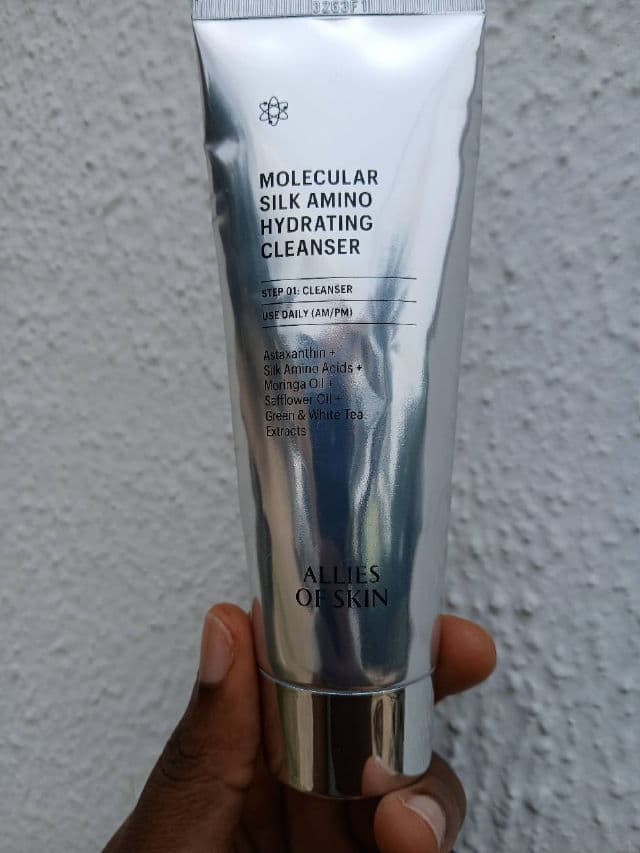 3263F1
MOLECULAR
SILK AMINO
HYDRATING
CLEANSER
STEP 01: CLEANSER
USE DAILY (AM/PM)
Astaxanthin +
Silk Amino Acids +
Moringa Oil +
Safflower Oil +
Green & White Tea
Extracts
ALLIES
OF SKIN